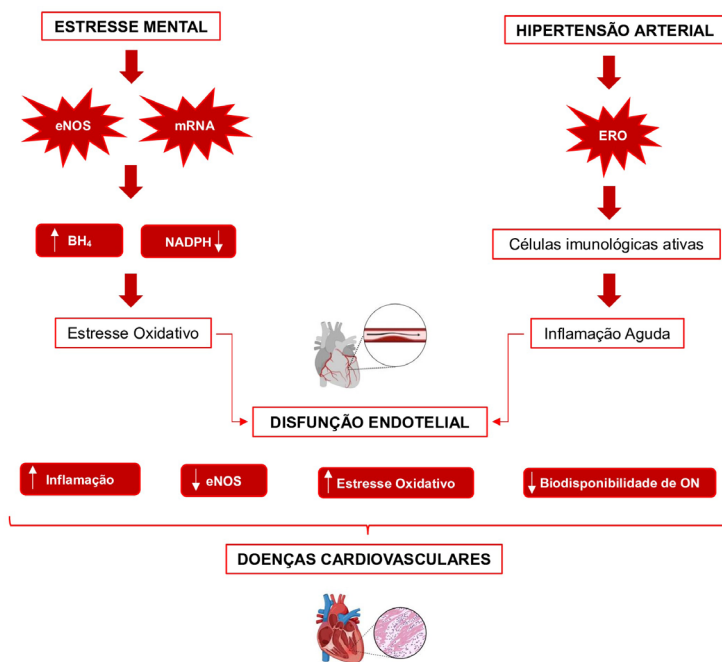 ESTRESSE MENTAL
HIPERTENSÃO ARTERIAL
eNOS
mRNA
ERO
↑ BH₄
NADPH ↓
Células imunológicas ativas
Estresse Oxidativo
Inflamação Aguda
DISFUNÇÃO ENDOTELIAL
↑ Inflamação
↓ eNOS
↑ Estresse Oxidativo
↓ Biodisponibilidade de ON
DOENÇAS CARDIOVASCULARES